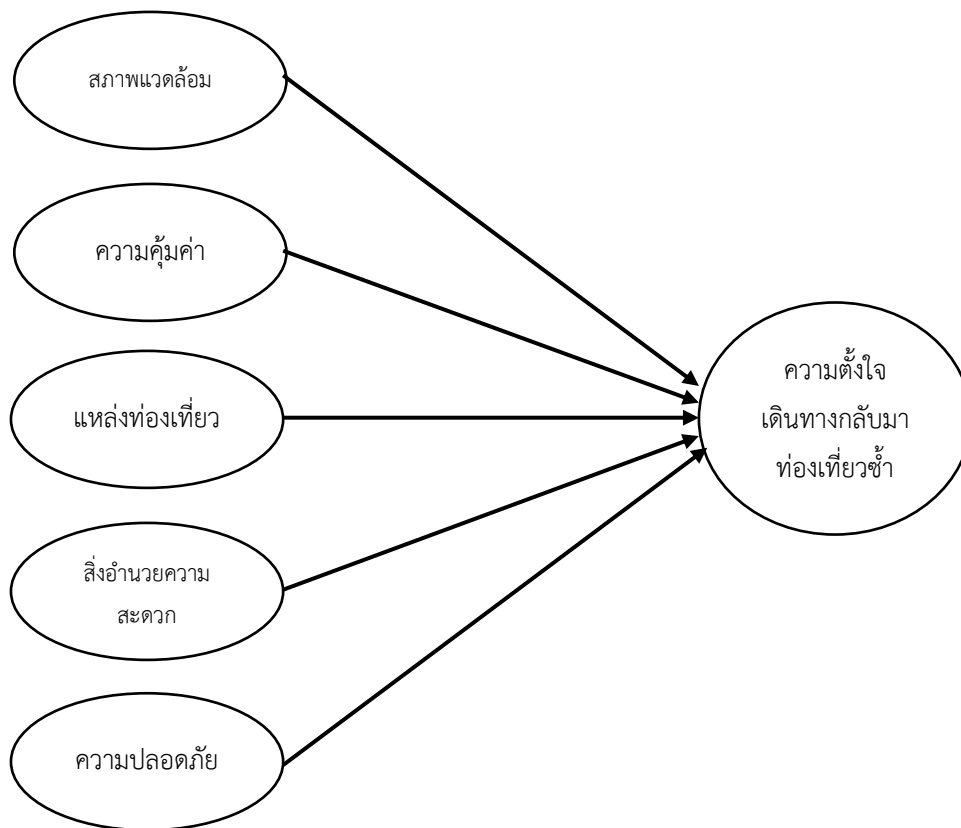 สภาพแวดล้อม
ความคุ้มค่า
แหล่งท่องเที่ยว
สิ่งอำนวยความ
สะดวก
ความปลอดภัย
ความตั้งใจ
เดินทางกลับมา
ท่องเที่ยวซ้ำ